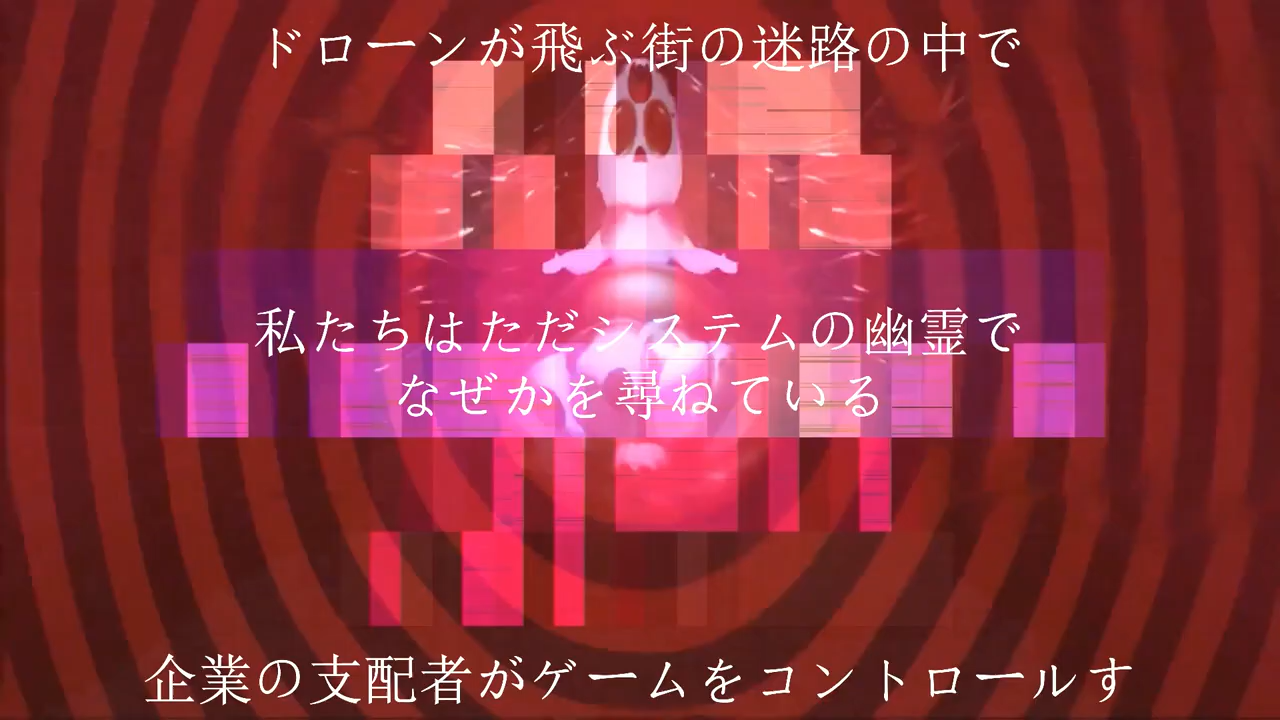 ドローンが飛ぶ街の迷路の中で
私たちはただシステムの幽霊で
なぜかを尋ねている
企業の支配者がゲームをコントロールす